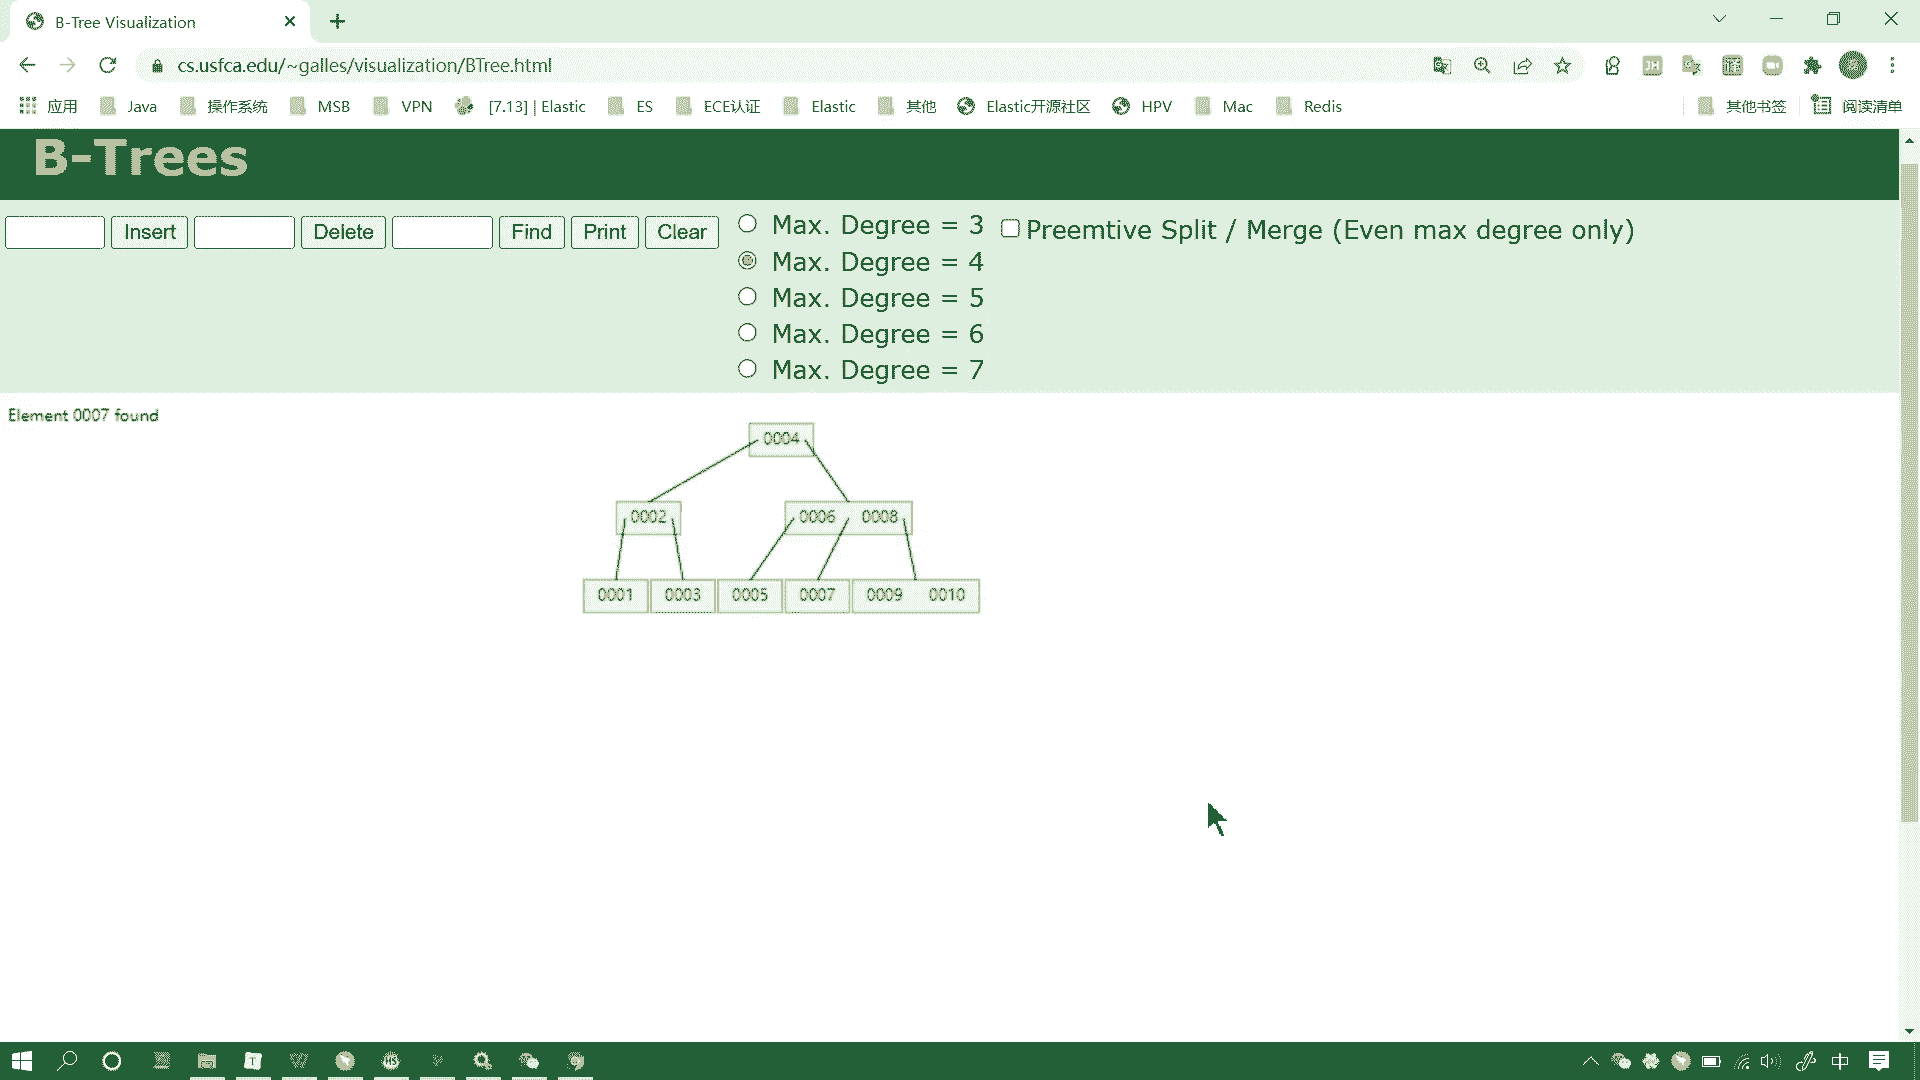 B-Tree Visualization
cs.usfca.edu/~galles/visualization/BTree.html
应用 Java 操作系统 MSB VPN [7.13] | Elastic ES ECE认证 Elastic 其他 Elastic开源社区 HPV Mac Redis 其他书签 阅读清单
B-Trees
Insert Delete Find Print Clear
Max. Degree = 3
Max. Degree = 4
Max. Degree = 5
Max. Degree = 6
Max. Degree = 7
Preemtive Split / Merge (Even max degree only)
Element 0007 found
0004
0002 0006 0008
0001 0003 0005 0007 0009 0010
中